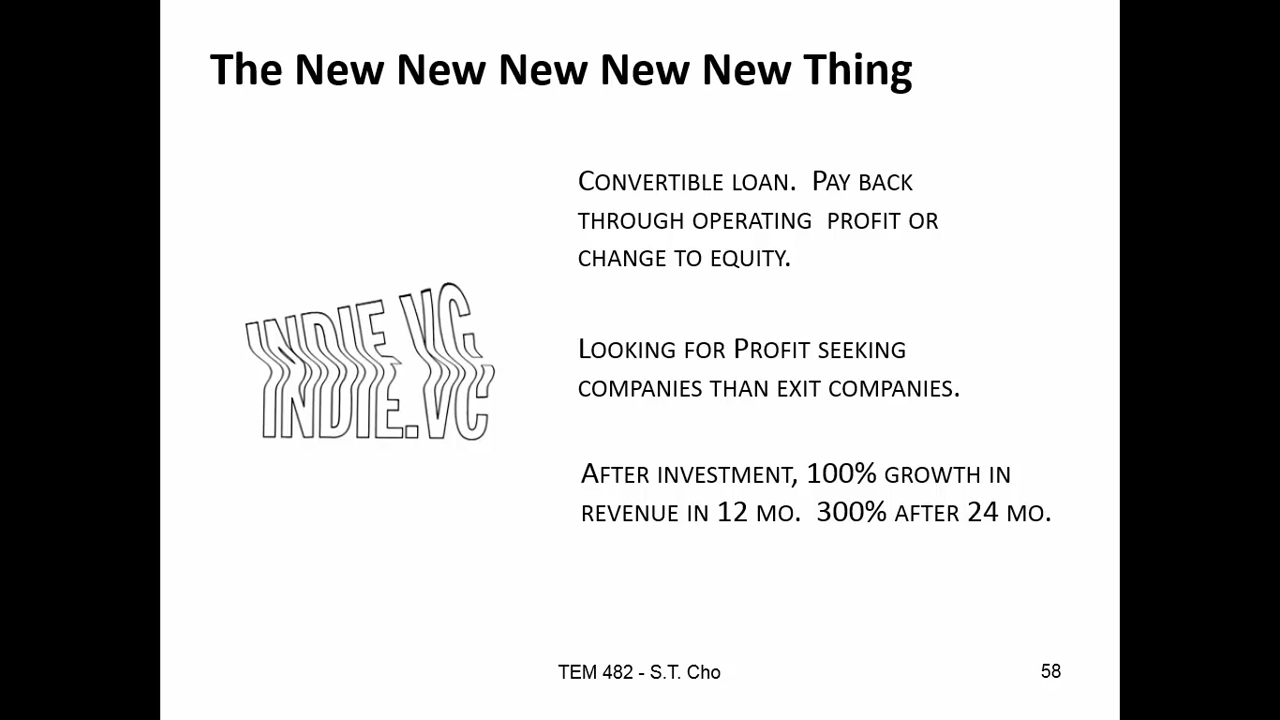 The New New New New New Thing
CONVERTIBLE LOAN. PAY BACK
THROUGH OPERATING PROFIT OR
CHANGE TO EQUITY.
INDIE.VC
LOOKING FOR PROFIT SEEKING
COMPANIES THAN EXIT COMPANIES.
AFTER INVESTMENT, 100% GROWTH IN
REVENUE IN 12 MO. 300% AFTER 24 MO.
TEM 482 - S.T. Cho
58